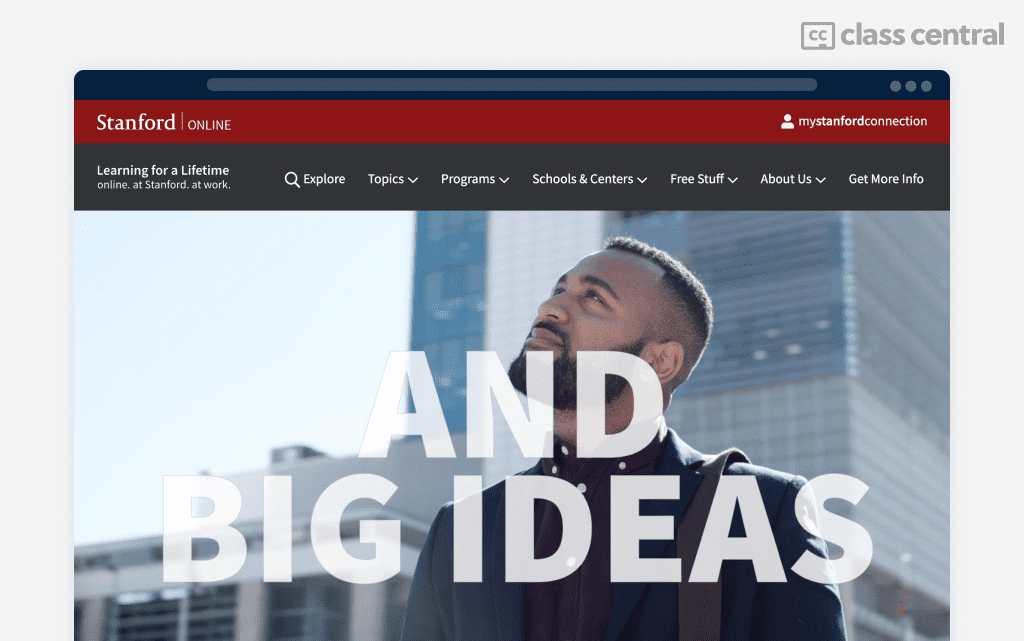 cc class central
Stanford ONLINE
mystanfordconnection
Learning for a Lifetime
online. at Stanford. at work.
Explore Topics Programs Schools & Centers Free Stuff About Us Get More Info
AND
BIG IDEAS